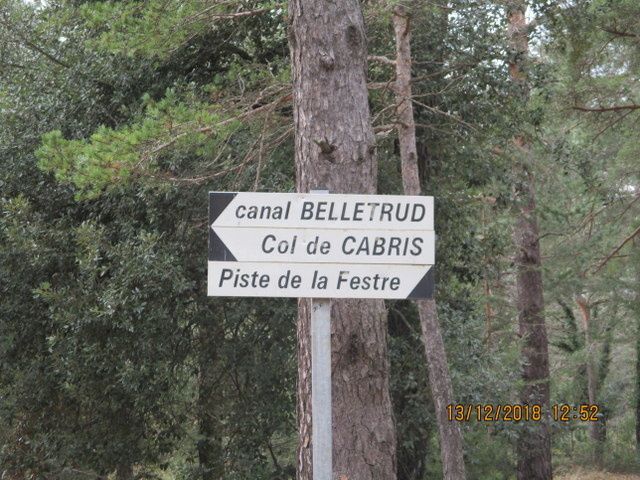 canal BELLETRUD
Col de CABRIS
Piste de la Festre
13/12/2018 12:52